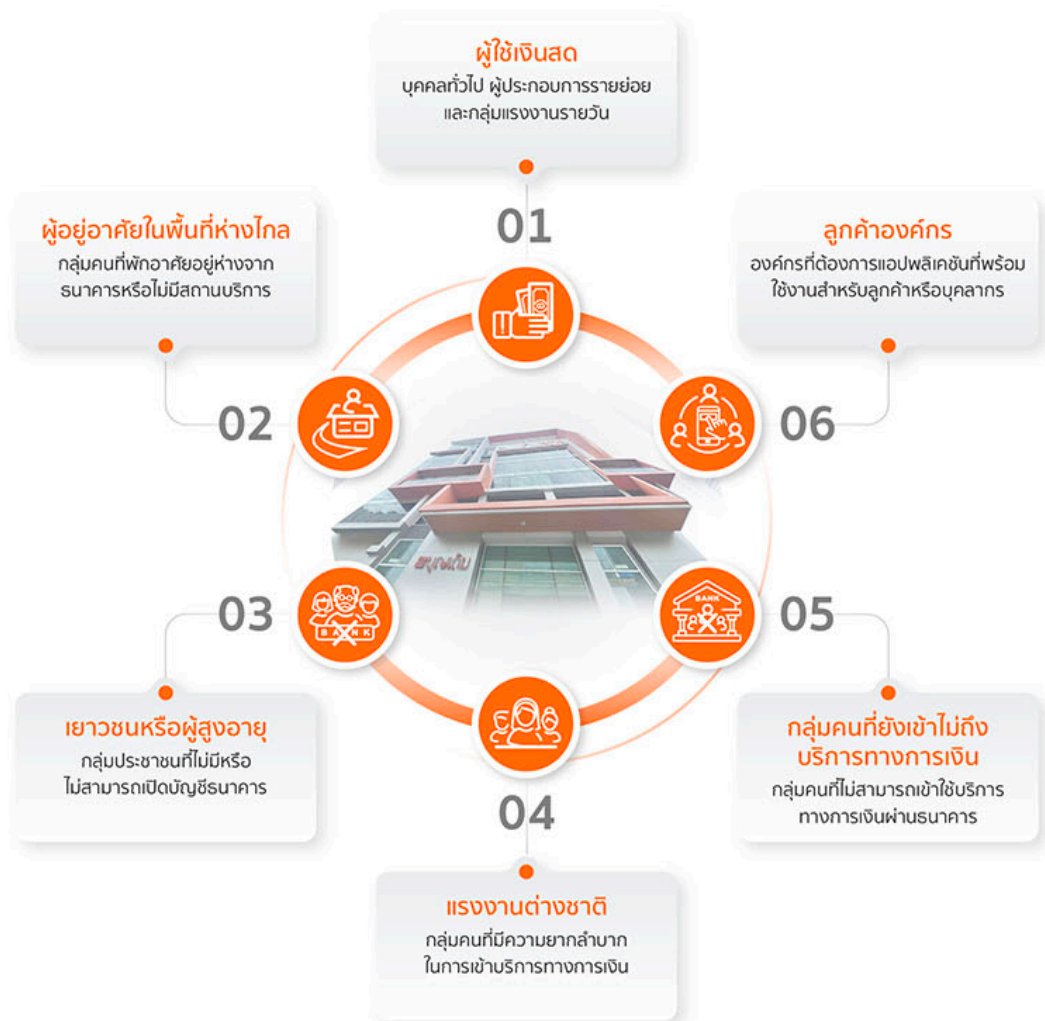 ผู้ใช้เงินสด
บุคคลทั่วไป ผู้ประกอบการรายย่อย
และกลุ่มแรงงานรายวัน
01
ผู้อยู่อาศัยในพื้นที่ห่างไกล
กลุ่มคนที่พักอาศัยอยู่ห่างจาก
ธนาคารหรือไม่มีสถานบริการ
02
เยาวชนหรือผู้สูงอายุ
กลุ่มประชาชนที่ไม่มีหรือ
ไม่สามารถเปิดบัญชีธนาคาร
03
BANK
แรงงานต่างชาติ
กลุ่มคนที่มีความยากลำบาก
ในการเข้าบริการทางการเงิน
04
กลุ่มคนที่ยังเข้าไม่ถึง
บริการทางการเงิน
กลุ่มคนที่ไม่สามารถเข้าใช้บริการ
ทางการเงินผ่านธนาคาร
05
BANK
ลูกค้าองค์กร
องค์กรที่ต้องการแอปพลิเคชันที่พร้อม
ใช้งานสำหรับลูกค้าหรือบุคลากร
06
บุญเติม